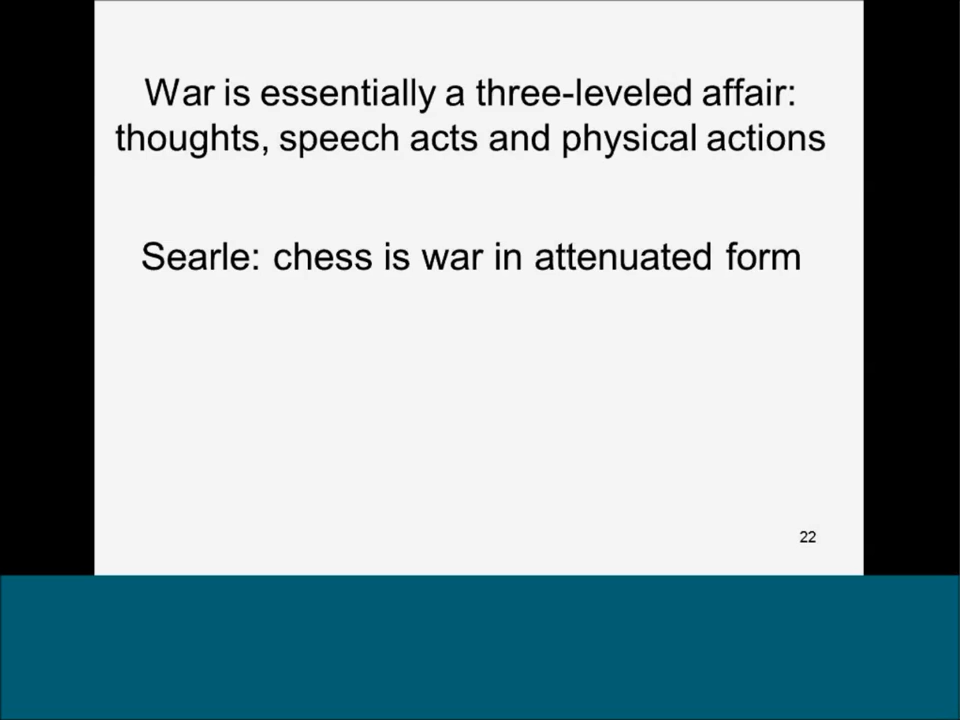 War is essentially a three-leveled affair:
thoughts, speech acts and physical actions
Searle: chess is war in attenuated form
22